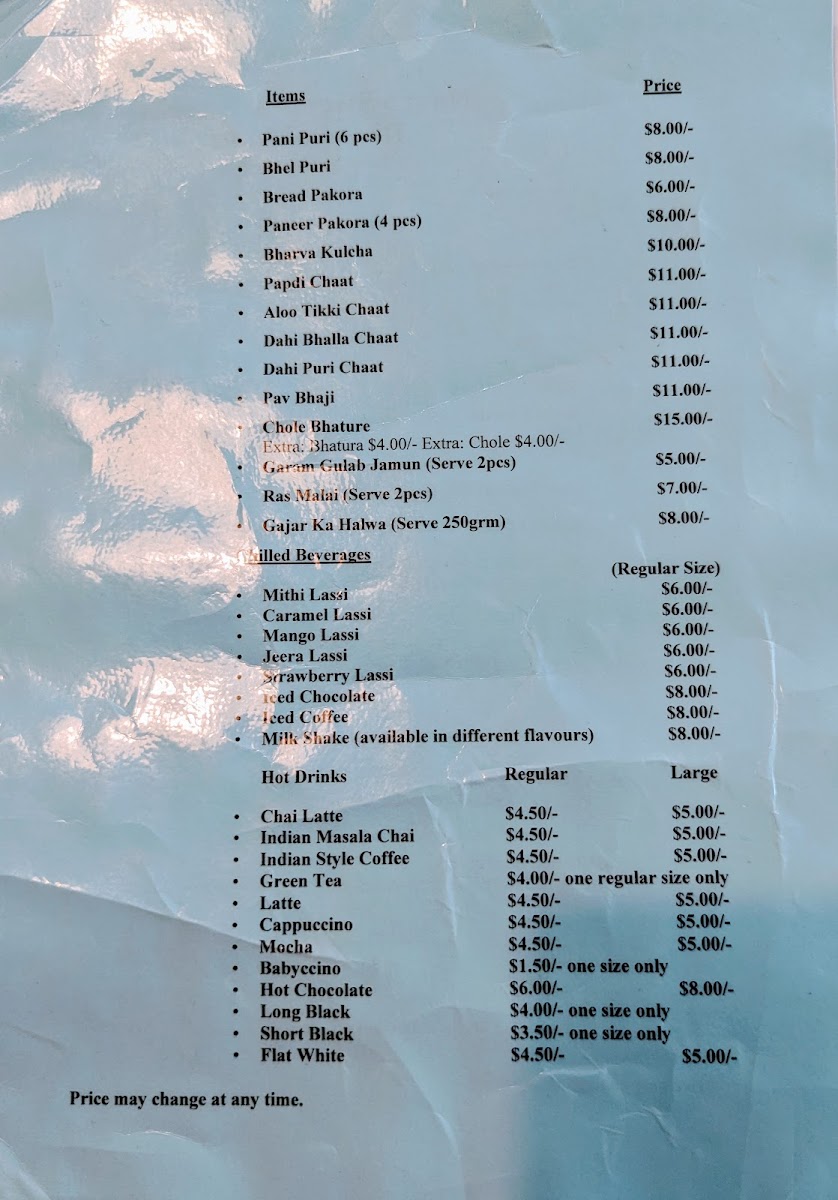 Items Price
• Pani Puri (6 pcs) $8.00/-
• Bhel Puri $8.00/-
• Bread Pakora $6.00/-
• Paneer Pakora (4 pcs) $8.00/-
• Bharva Kulcha $10.00/-
• Papdi Chaat $11.00/-
• Aloo Tikki Chaat $11.00/-
• Dahi Bhalla Chaat $11.00/-
• Dahi Puri Chaat $11.00/-
• Pav Bhaji $11.00/-
• Chole Bhature $15.00/-
Extra: Bhatura $4.00/- Extra: Chole $4.00/-
• Garam Gulab Jamun (Serve 2pcs) $5.00/-
• Ras Malai (Serve 2pcs) $7.00/-
• Gajar Ka Halwa (Serve 250grm) $8.00/-
Chilled Beverages (Regular Size)
• Mithi Lassi $6.00/-
• Caramel Lassi $6.00/-
• Mango Lassi $6.00/-
• Jeera Lassi $6.00/-
• Strawberry Lassi $6.00/-
• Iced Chocolate $8.00/-
• Iced Coffee $8.00/-
• Milk Shake (available in different flavours) $8.00/-
Hot Drinks Regular Large
• Chai Latte $4.50/- $5.00/-
• Indian Masala Chai $4.50/- $5.00/-
• Indian Style Coffee $4.50/- $5.00/-
• Green Tea $4.00/- one regular size only
• Latte $4.50/- $5.00/-
• Cappuccino $4.50/- $5.00/-
• Mocha $4.50/- $5.00/-
• Babyccino $1.50/- one size only
• Hot Chocolate $6.00/- $8.00/-
• Long Black $4.00/- one size only
• Short Black $3.50/- one size only
• Flat White $4.50/- $5.00/-
Price may change at any time.